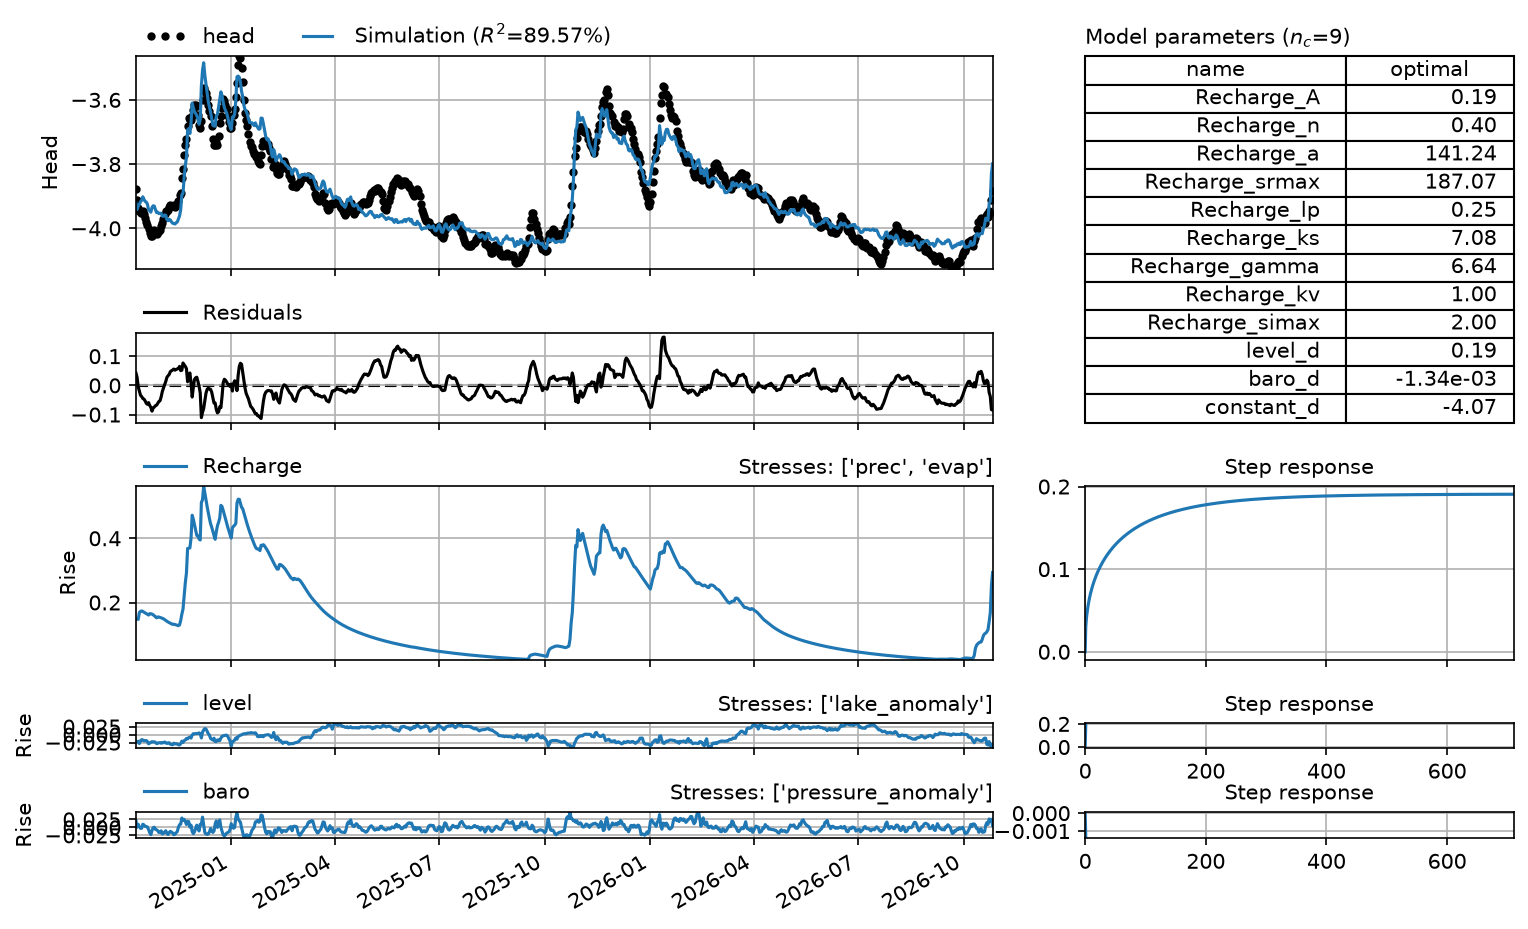 head Simulation (R²=89.57%)
Model parameters (n_c=9)
Head
−3.6
−3.8
−4.0
name optimal
Recharge_A 0.19
Recharge_n 0.40
Recharge_a 141.24
Recharge_srmax 187.07
Recharge_lp 0.25
Recharge_ks 7.08
Recharge_gamma 6.64
Recharge_kv 1.00
Recharge_simax 2.00
level_d 0.19
baro_d -1.34e-03
constant_d -4.07
Residuals
0.1
0.0
−0.1
Recharge Stresses: ['prec', 'evap']
Rise
0.4
0.2
Step response
0.2
0.1
0.0
level Stresses: ['lake_anomaly']
Rise
0.025
0.000
−0.025
Step response
0.2
0.0
0 200 400 600
baro Stresses: ['pressure_anomaly']
Rise
0.025
0.000
−0.025
Step response
0.000
−0.001
0 200 400 600
2025-01 2025-04 2025-07 2025-10 2026-01 2026-04 2026-07 2026-10